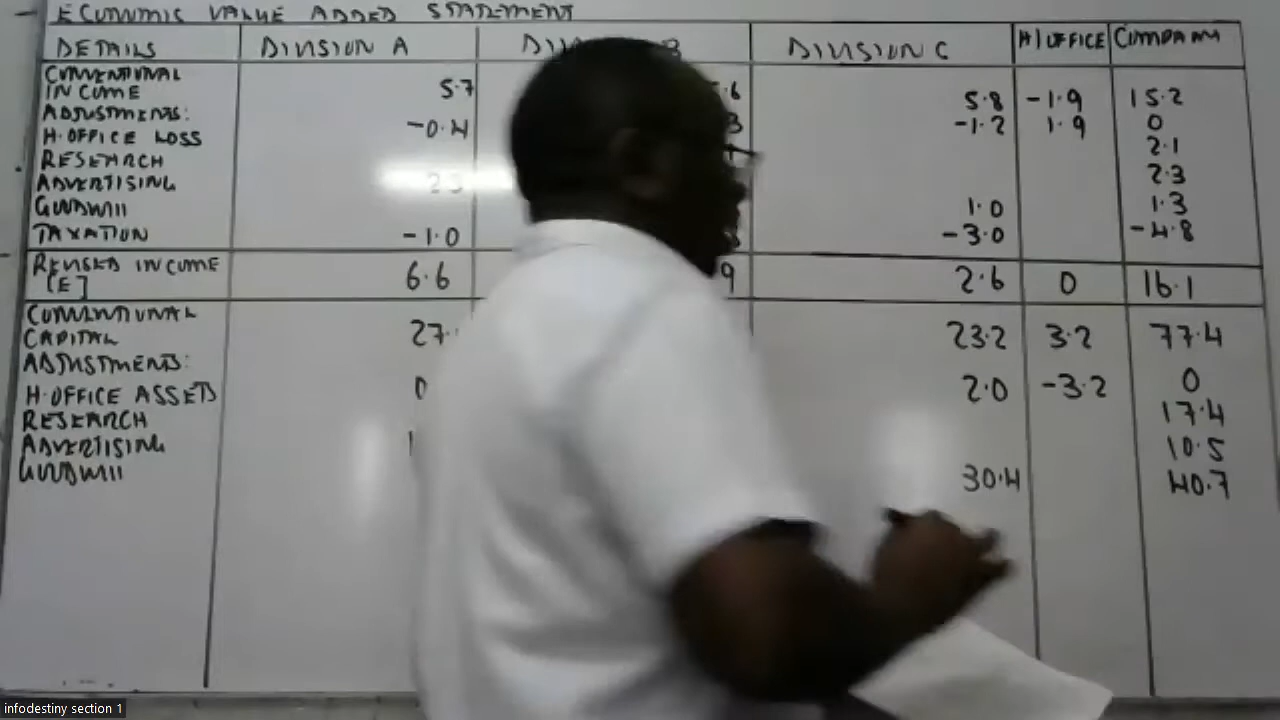 ECONOMIC VALUE ADDED STATEMENT
DETAILS DIVISION A B DIVISION C H/OFFICE COMPANY
CONVENTIONAL
INCOME 5.7 .6 5.8 -1.9 15.2
ADJUSTMENTS:
H.OFFICE LOSS -0.4 3 -1.2 1.9 0
RESEARCH 2.1
ADVERTISING 2.3 2.3
GOODWILL 1.0 1.3
TAXATION -1.0 -3.0 -4.8
REVISED INCOME
[E] 6.6 9 2.6 0 16.1
CONVENTIONAL
CAPITAL 27. 23.2 3.2 77.4
ADJUSTMENTS:
H.OFFICE ASSETS 0 2.0 -3.2 0
RESEARCH 17.4
ADVERTISING 1 10.5
GOODWILL 30.4 40.7
infodestiny section 1